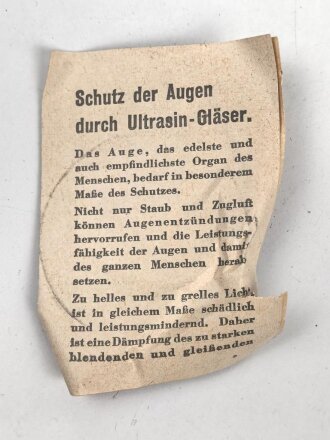 Schutz der Augen
durch Ultrasin-Gläser.
Das Auge, das edelste und
auch empfindlichste Organ des
Menschen, bedarf in besonderem
Maße des Schutzes.
Nicht nur Staub und Zugluft
können Augenentzündungen
hervorrufen und die Leistungs-
fähigkeit der Augen und damit
des ganzen Menschen herab
setzen.
Zu helles und zu grelles Licht
ist in gleichem Maße schädlich
und leistungsmindernd. Daher
ist eine Dämpfung des zu starken
blendenden und gleißenden